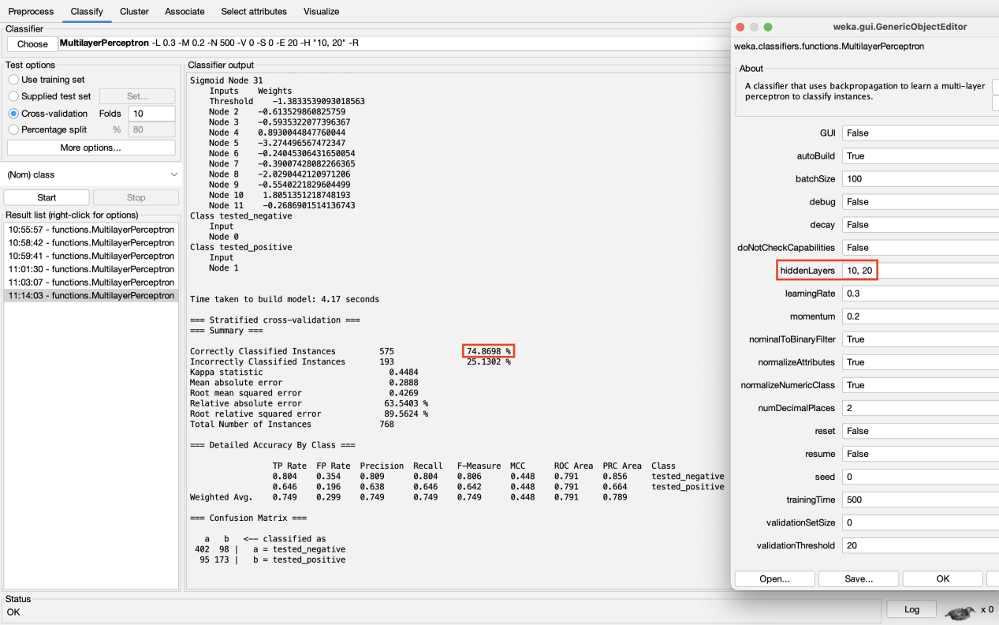 Preprocess Classify Cluster Associate Select attributes Visualize
Classifier
Choose MultilayerPerceptron -L 0.3 -M 0.2 -N 500 -V 0 -S 0 -E 20 -H "10, 20" -R
Test options
Use training set
Supplied test set Set...
Cross-validation Folds 10
Percentage split % 80
More options...
(Nom) class
Start Stop
Result list (right-click for options)
10:55:57 - functions.MultilayerPerceptron
10:58:42 - functions.MultilayerPerceptron
10:59:41 - functions.MultilayerPerceptron
11:01:30 - functions.MultilayerPerceptron
11:03:07 - functions.MultilayerPerceptron
11:14:03 - functions.MultilayerPerceptron
Classifier output
Sigmoid Node 31
Inputs Weights
Threshold -1.3833539093018563
Node 2 -0.613529860825759
Node 3 -0.5935322077396367
Node 4 0.8930044847760044
Node 5 -3.274496567472347
Node 6 -0.24045306431650054
Node 7 -0.39007428082266365
Node 8 -2.0290442120971206
Node 9 -0.5540221829604499
Node 10 1.8051351218748193
Node 11 -0.2686901514136743
Class tested_negative
Input
Node 0
Class tested_positive
Input
Node 1
Time taken to build model: 4.17 seconds
=== Stratified cross-validation ===
=== Summary ===
Correctly Classified Instances 575 74.8698 %
Incorrectly Classified Instances 193 25.1302 %
Kappa statistic 0.4484
Mean absolute error 0.2888
Root mean squared error 0.4269
Relative absolute error 63.5403 %
Root relative squared error 89.5624 %
Total Number of Instances 768
=== Detailed Accuracy By Class ===
TP Rate FP Rate Precision Recall F-Measure MCC ROC Area PRC Area Class
0.804 0.354 0.809 0.804 0.806 0.448 0.791 0.856 tested_negative
0.646 0.196 0.638 0.646 0.642 0.448 0.791 0.664 tested_positive
Weighted Avg. 0.749 0.299 0.749 0.749 0.749 0.448 0.791 0.789
=== Confusion Matrix ===
a b <-- classified as
402 98 | a = tested_negative
95 173 | b = tested_positive
weka.gui.GenericObjectEditor
weka.classifiers.functions.MultilayerPerceptron
About
A classifier that uses backpropagation to learn a multi-layer
perceptron to classify instances.
GUI False
autoBuild True
batchSize 100
debug False
decay False
doNotCheckCapabilities False
hiddenLayers 10, 20
learningRate 0.3
momentum 0.2
nominalToBinaryFilter True
normalizeAttributes True
normalizeNumericClass True
numDecimalPlaces 2
reset False
resume False
seed 0
trainingTime 500
validationSetSize 0
validationThreshold 20
Open... Save... OK
Status
OK
Log x 0